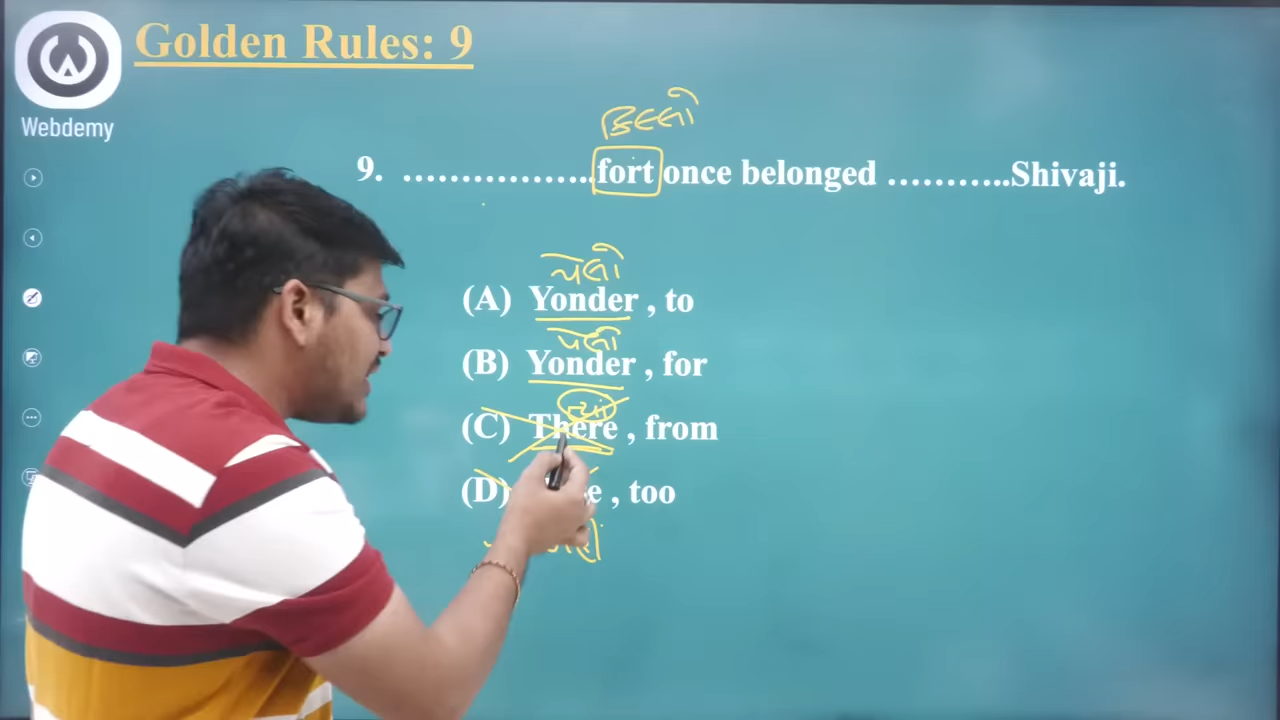 Golden Rules: 9
Webdemy
કિલ્લો
9. ……………..fort once belonged ………..Shivaji.
પેલો
(A) Yonder , to
પેલો
(B) Yonder , for
ત્યાં
(C) There , from
(D) , too